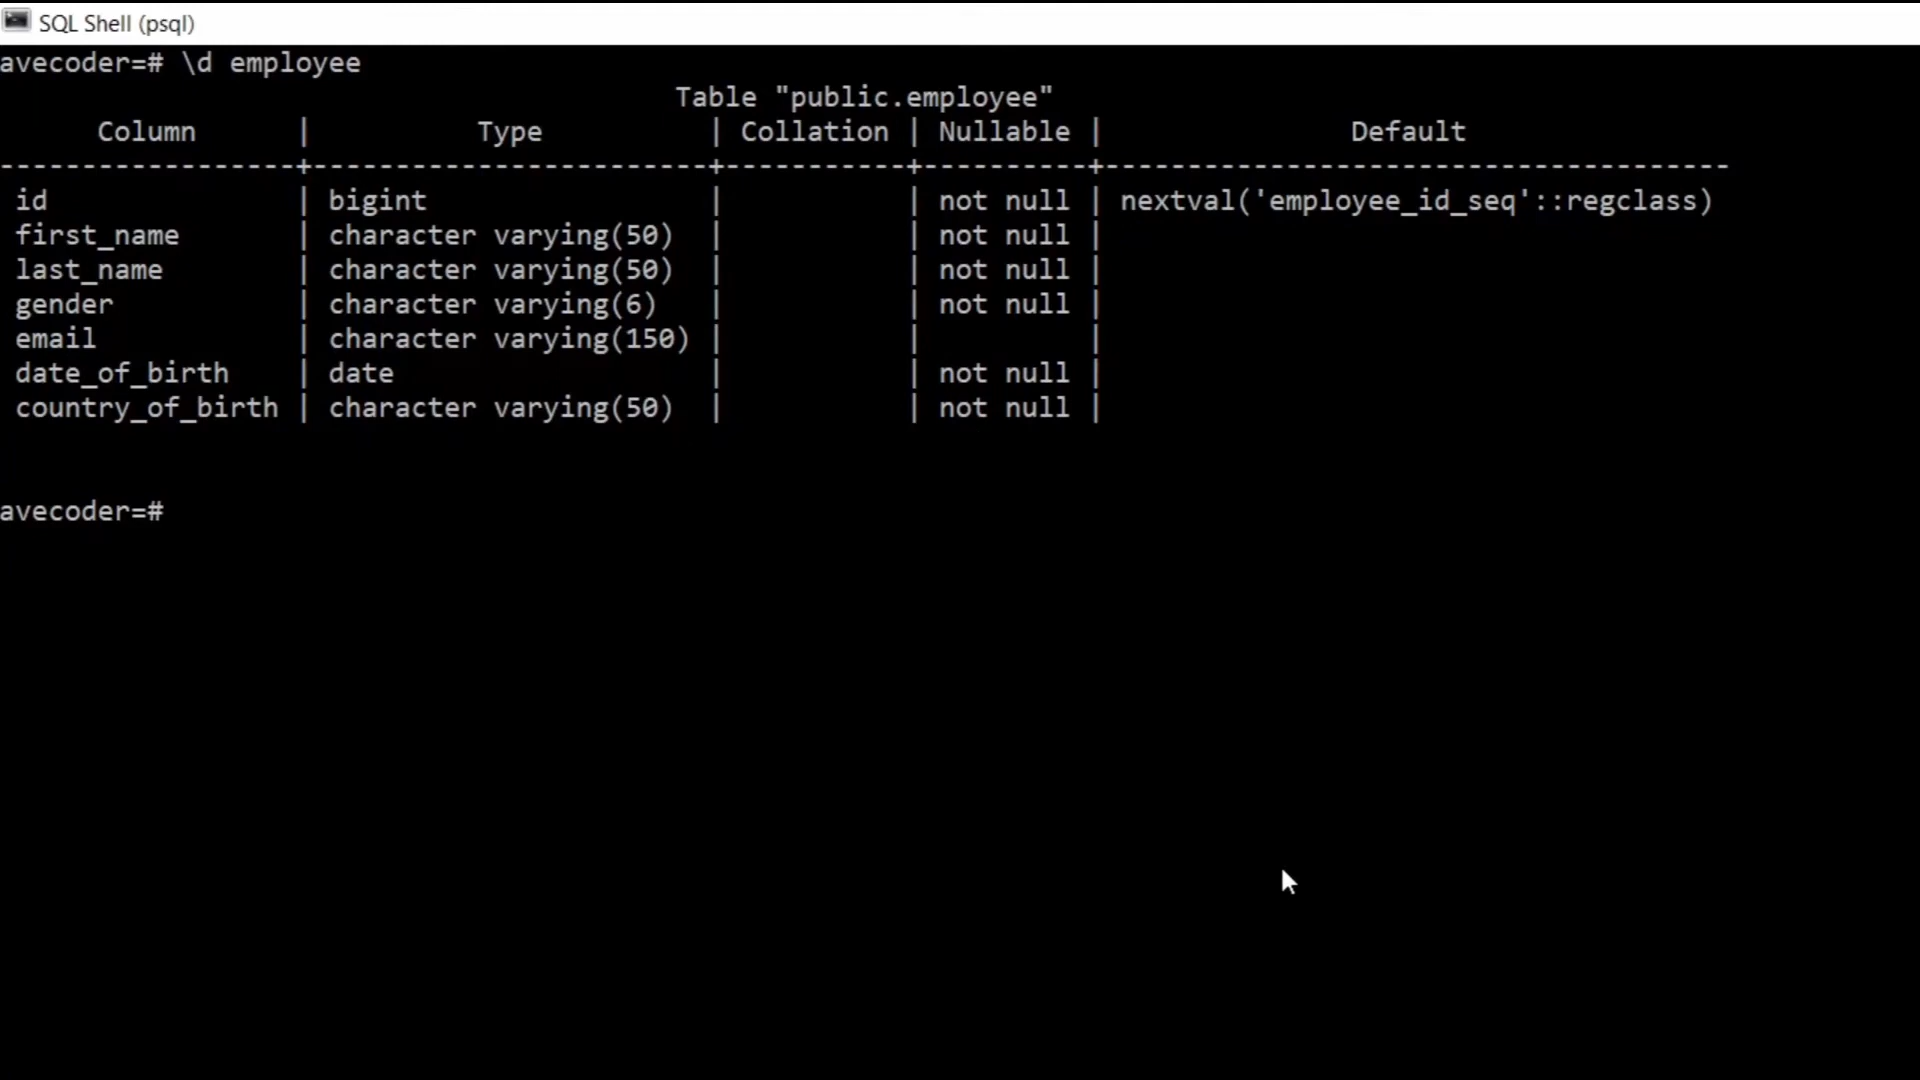 SQL Shell (psql)
avecoder=# \d employee
Table "public.employee"
Column | Type | Collation | Nullable | Default
------------------+------------------------+-----------+----------+--------------------------------------
id | bigint | | not null | nextval('employee_id_seq'::regclass)
first_name | character varying(50) | | not null |
last_name | character varying(50) | | not null |
gender | character varying(6) | | not null |
email | character varying(150) | | |
date_of_birth | date | | not null |
country_of_birth | character varying(50) | | not null |
avecoder=#